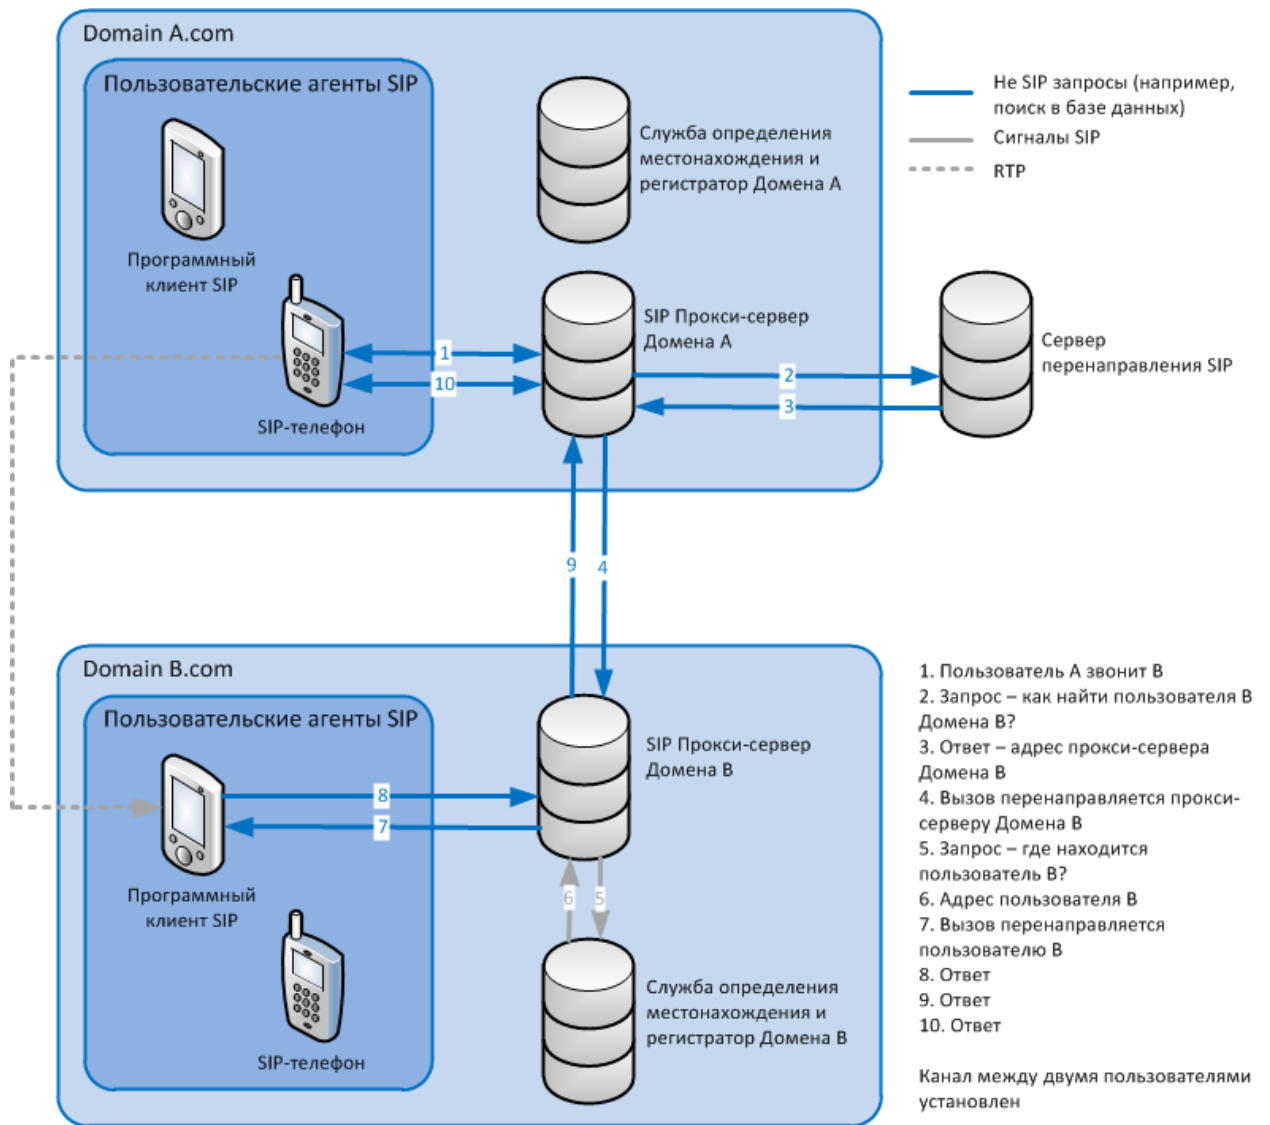 Domain A.com
Пользовательские агенты SIP
Программный
клиент SIP
SIP-телефон
Служба определения
местонахождения и
регистратор Домена А
SIP Прокси-сервер
Домена А
1
10
2
3
Не SIP запросы (например,
поиск в базе данных)
Сигналы SIP
RTP
Сервер
перенаправления SIP
9
4
Domain B.com
Пользовательские агенты SIP
Программный
клиент SIP
SIP-телефон
8
7
SIP Прокси-сервер
Домена В
6
5
Служба определения
местонахождения и
регистратор Домена В
1. Пользователь А звонит В
2. Запрос – как найти пользователя В
Домена В?
3. Ответ – адрес прокси-сервера
Домена В
4. Вызов перенаправляется прокси-
серверу Домена В
5. Запрос – где находится
пользователь В?
6. Адрес пользователя В
7. Вызов перенаправляется
пользователю В
8. Ответ
9. Ответ
10. Ответ
Канал между двумя пользователями
установлен